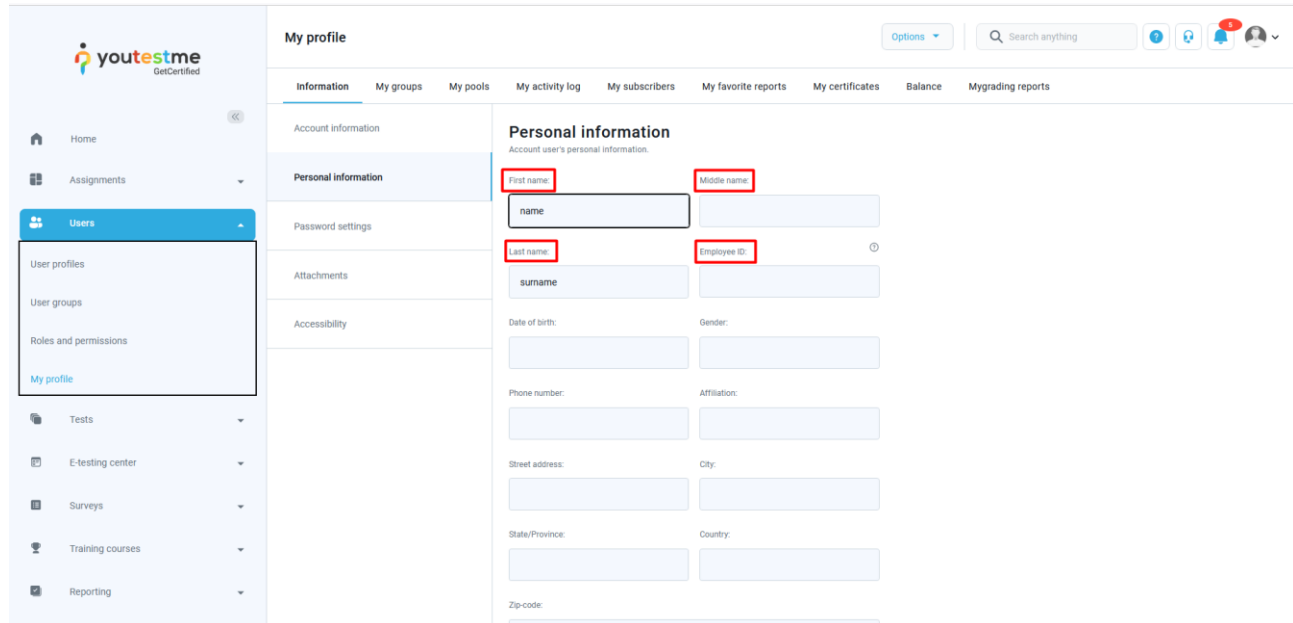 youtestme
GetCertified
Home
Assignments
Users
User profiles
User groups
Roles and permissions
My profile
Tests
E-testing center
Surveys
Training courses
Reporting
My profile
Options
Search anything
?
5
Information My groups My pools My activity log My subscribers My favorite reports My certificates Balance Mygrading reports
Account information
Personal information
Password settings
Attachments
Accessibility
Personal information
Account user's personal information.
First name: Middle name:
name
Last name: Employee ID: ?
surname
Date of birth: Gender:
Phone number: Affiliation:
Street address: City:
State/Province: Country:
Zip-code: